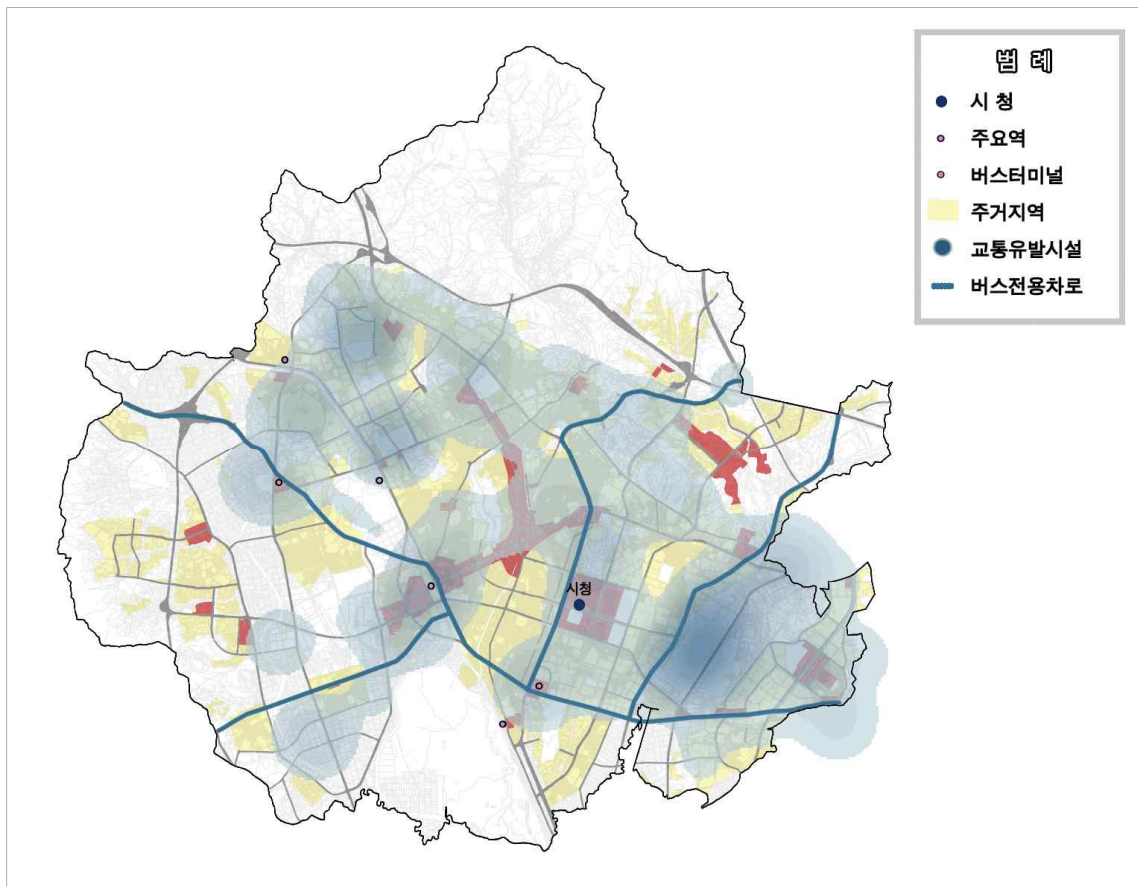 범 례
시 청
주요역
버스터미널
주거지역
교통유발시설
버스전용차로
시청